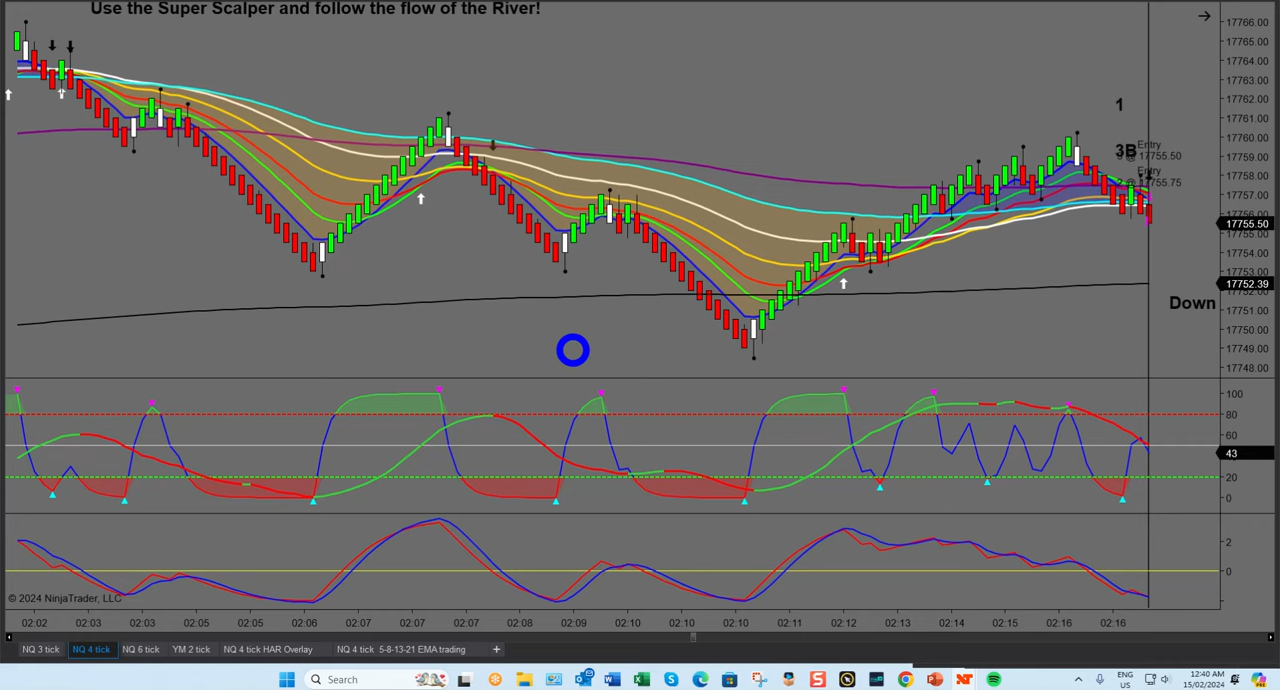 Use the Super Scalper and follow the flow of the River!
17766.00
17765.00
17764.00
17763.00
17762.00
1
17761.00
17760.00
3B
Entry
@ 17755.50
17759.00
17758.00
Entry
2 @ 17755.75
17757.00
17756.00
17755.50
17755.00
17754.00
17753.00
17752.39
Down
17751.00
17750.00
17749.00
17748.00
100
80
60
43
20
0
2
0
© 2024 NinjaTrader, LLC
02:02 02:03 02:03 02:05 02:05 02:06 02:07 02:07 02:07 02:09 02:10 02:10 02:10 02:11 02:12 02:13 02:14 02:15 02:16 02:16
NQ 3 tick NQ 4 tick NQ 6 tick YM 2 tick NQ 4 tick HAR Overlay NQ 4 tick 5-8-13-21 EMA trading +
Search
ENG
US
12:40 AM
15/02/2024